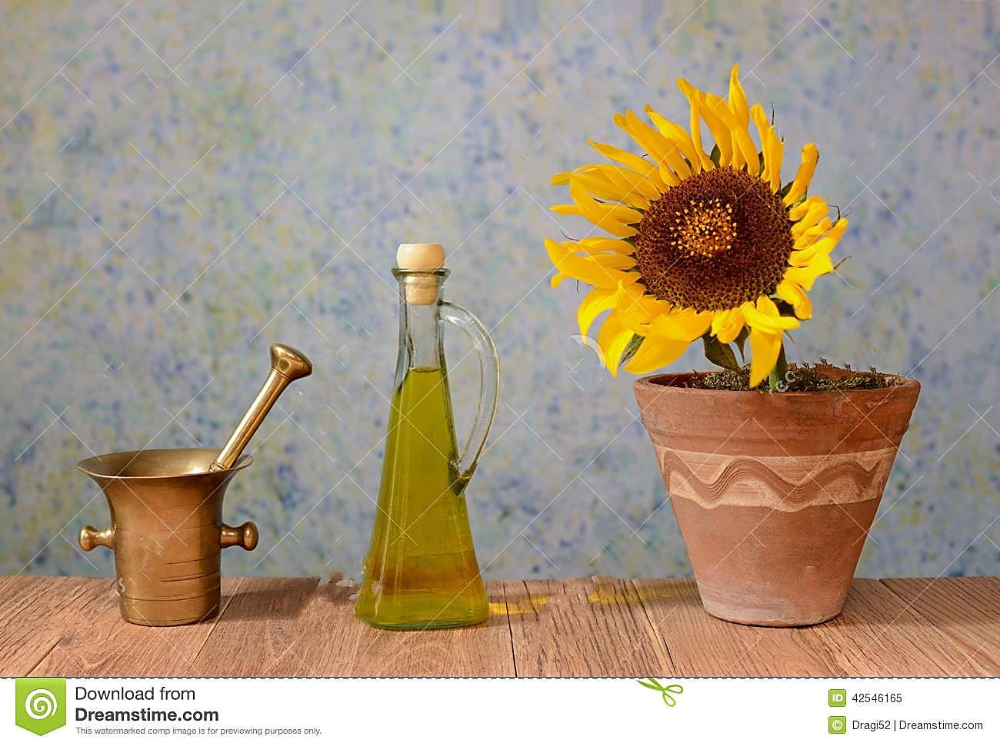 Download from
Dreamstime.com
This watermarked comp image is for previewing purposes only.
ID 42546165
© Dragi52 | Dreamstime.com